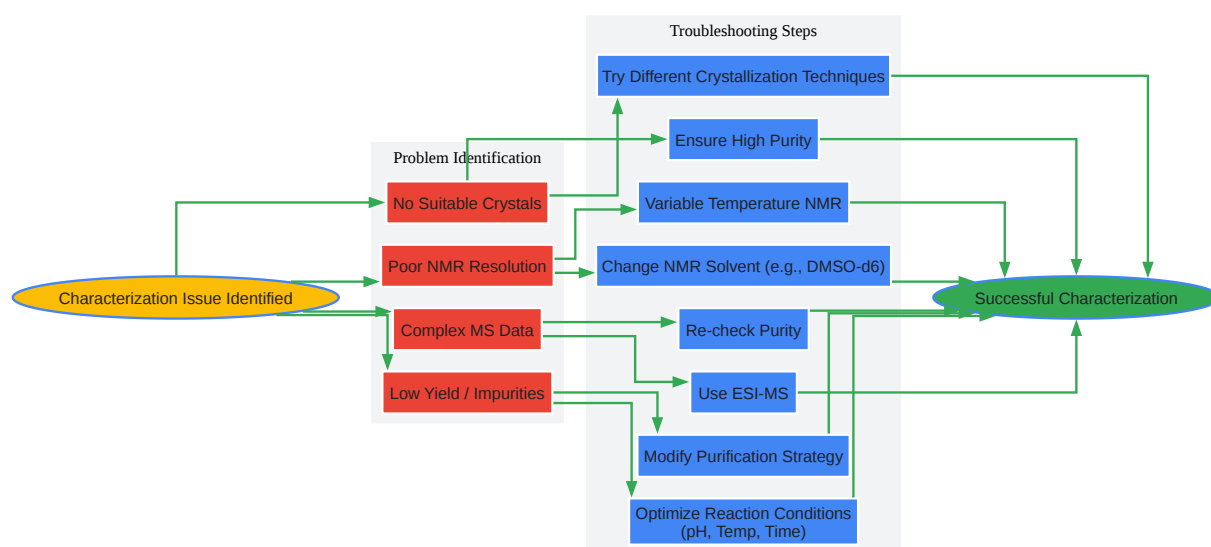 Troubleshooting Steps
Try Different Crystallization Techniques
Ensure High Purity
Problem Identification
No Suitable Crystals
Variable Temperature NMR
Poor NMR Resolution
Change NMR Solvent (e.g., DMSO-d6)
Characterization Issue Identified
Successful Characterization
Complex MS Data
Re-check Purity
Low Yield / Impurities
Use ESI-MS
Modify Purification Strategy
Optimize Reaction Conditions
(pH, Temp, Time)